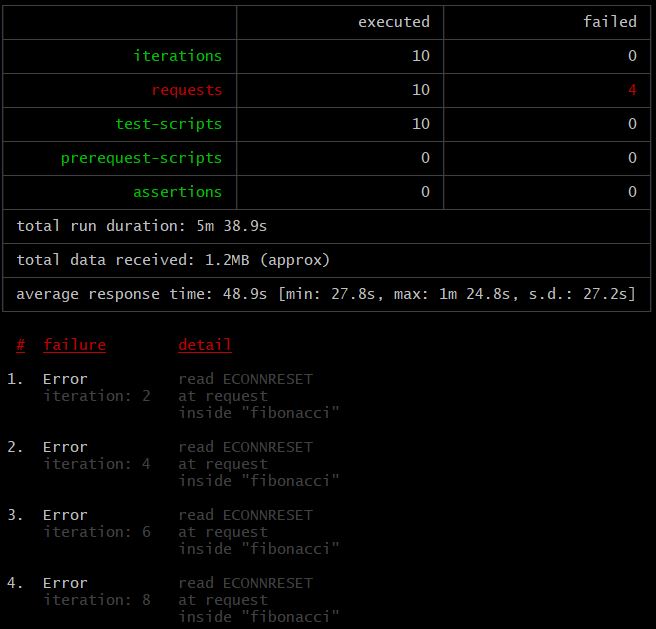 executed failed
iterations 10 0
requests 10 4
test-scripts 10 0
prerequest-scripts 0 0
assertions 0 0
total run duration: 5m 38.9s
total data received: 1.2MB (approx)
average response time: 48.9s [min: 27.8s, max: 1m 24.8s, s.d.: 27.2s]
# failure detail
1. Error read ECONNRESET
iteration: 2 at request
inside "fibonacci"
2. Error read ECONNRESET
iteration: 4 at request
inside "fibonacci"
3. Error read ECONNRESET
iteration: 6 at request
inside "fibonacci"
4. Error read ECONNRESET
iteration: 8 at request
inside "fibonacci"